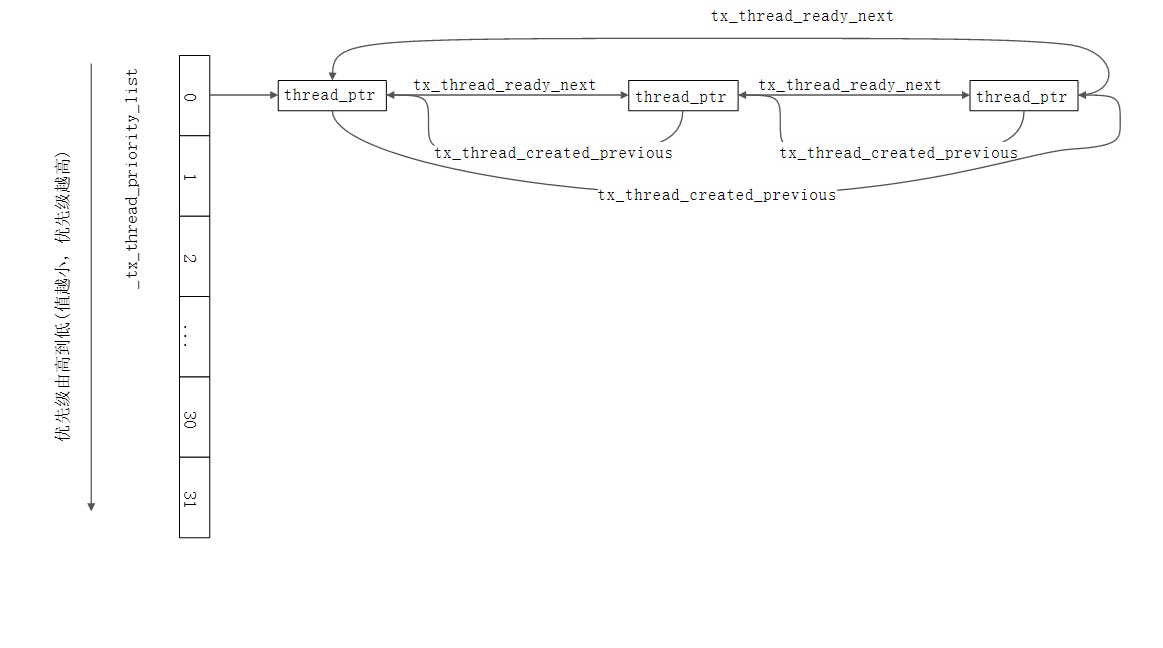 tx_thread_ready_next
thread_ptr
tx_thread_ready_next
thread_ptr
tx_thread_ready_next
thread_ptr
tx_thread_created_previous
tx_thread_created_previous
tx_thread_created_previous
优先级由高到低(值越小, 优先级越高)
_tx_thread_priority_list
0
1
2
...
30
31